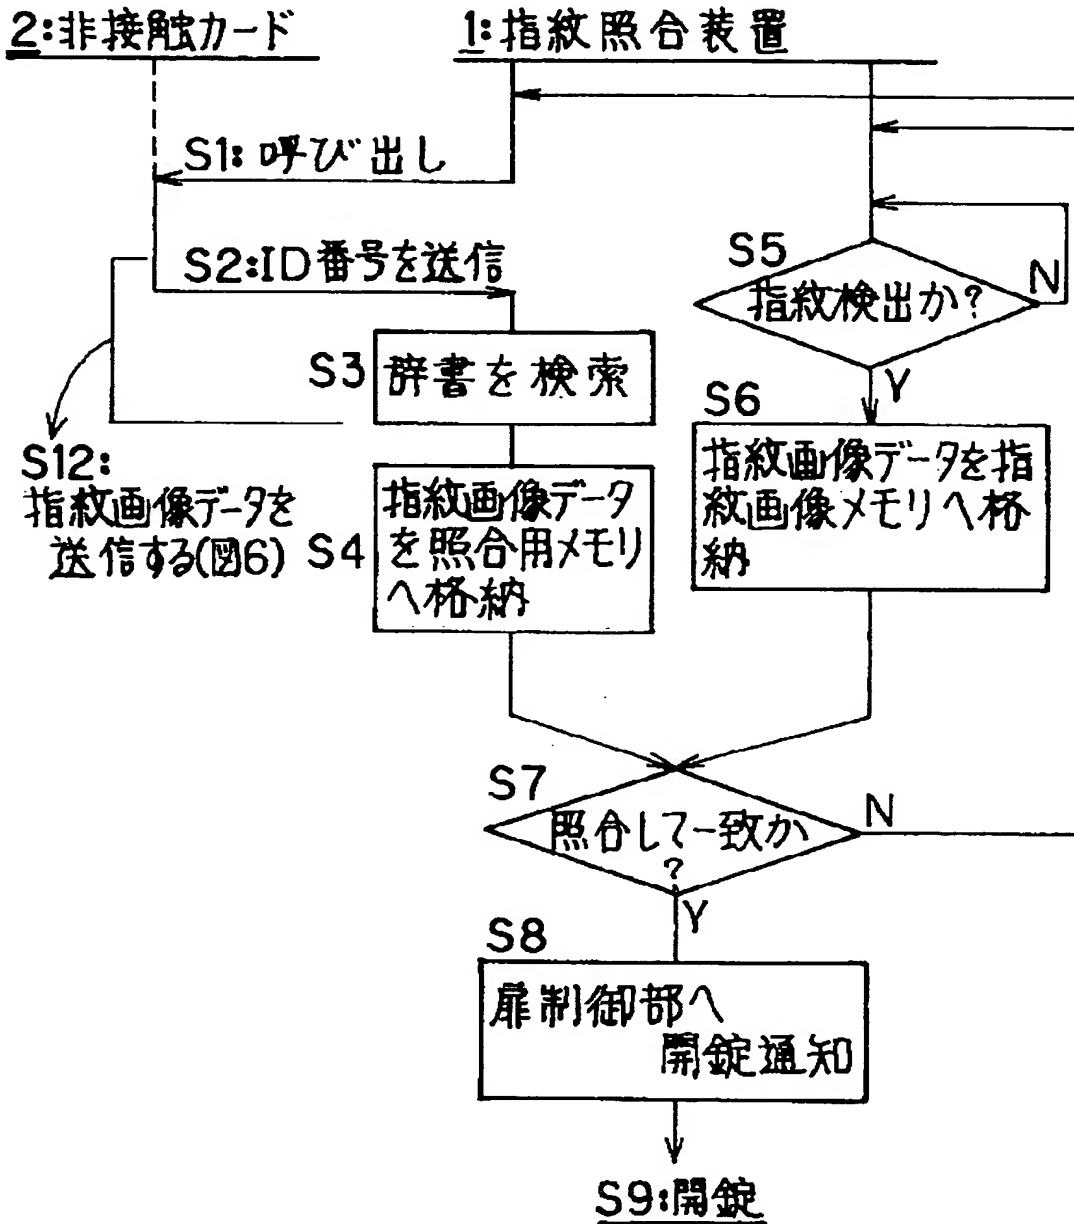 2:非接触カード
1:指紋照合装置
S1:呼び出し
S2:ID番号を送信
S5
指紋検出か?
N
Y
S3
辞書を検索
S6
指紋画像データを指
紋画像メモリへ格
納
S12:
指紋画像データを
送信する(図6)
S4
指紋画像データ
を照合用メモリ
へ格納
S7
照合して一致か
?
N
Y
S8
扉制御部へ
開錠通知
S9:開錠